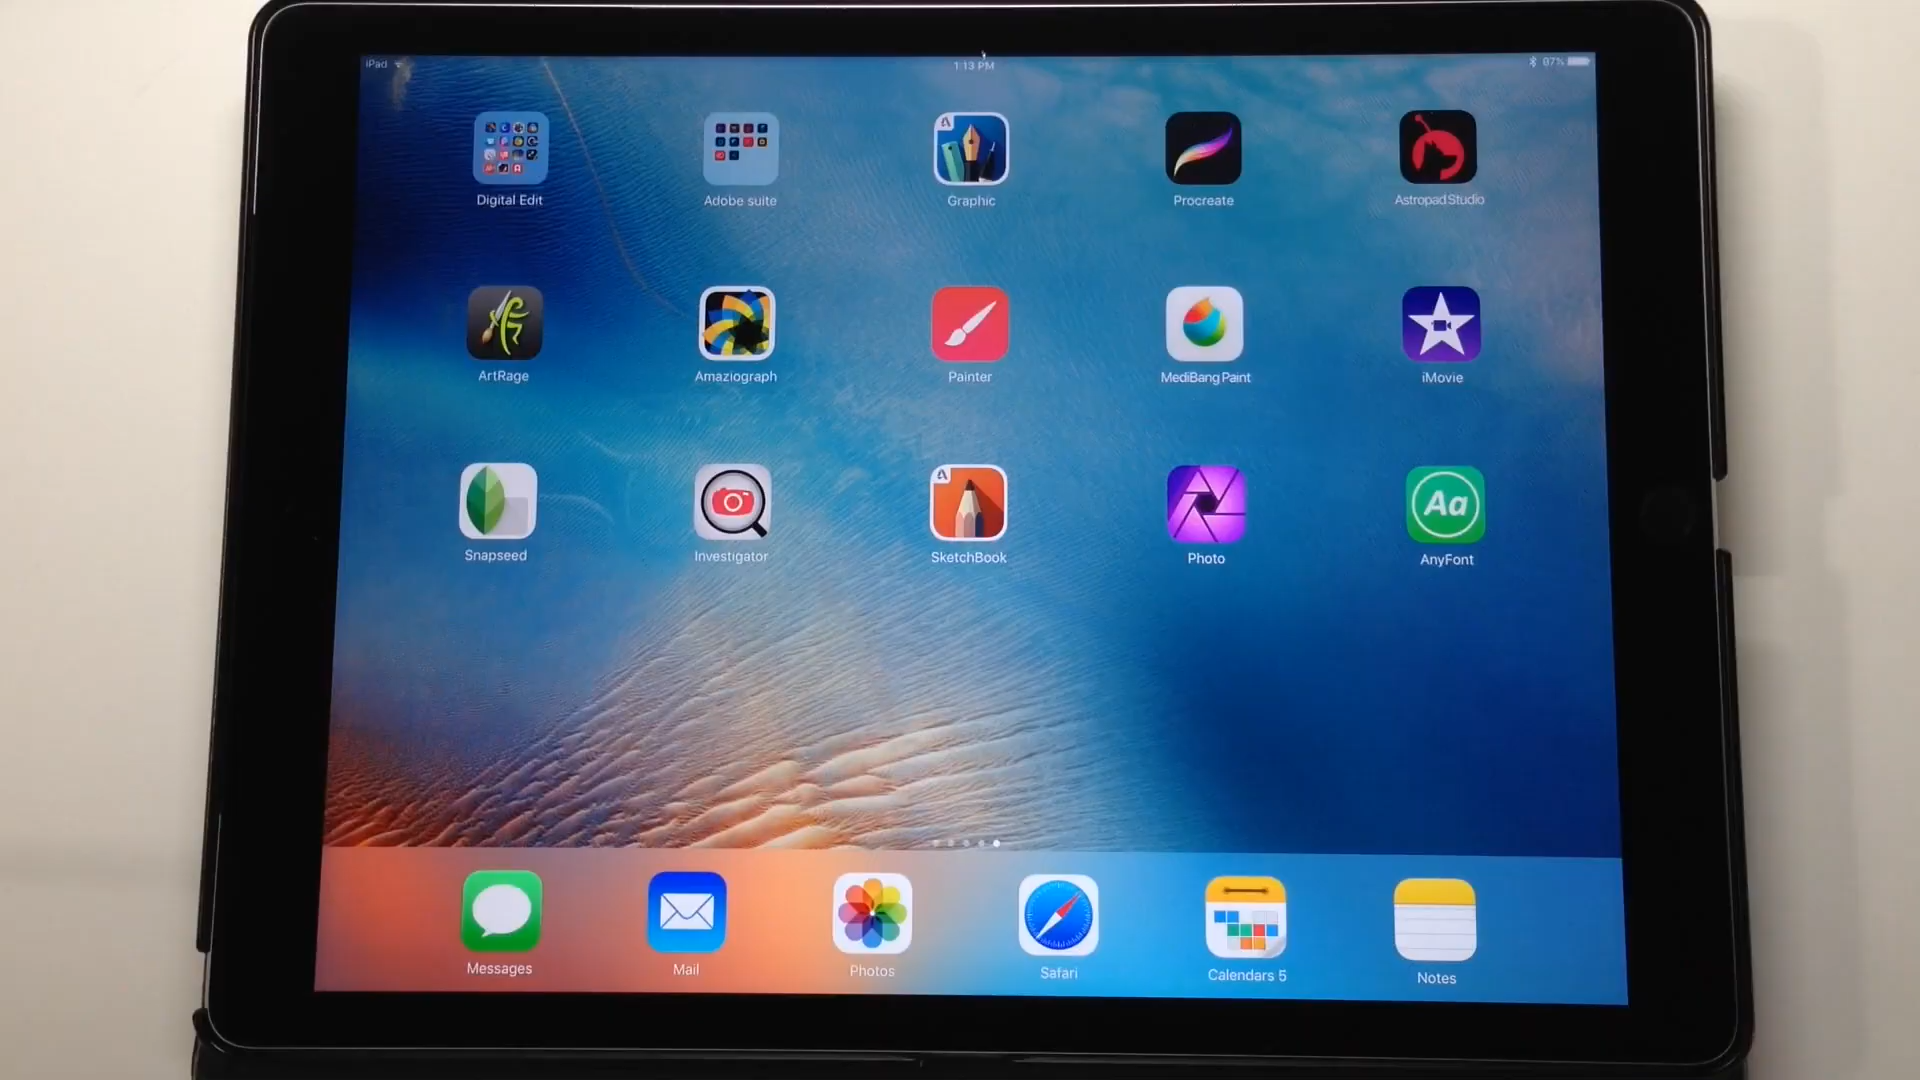 iPad
1:13 PM
87%
Digital Edit
Adobe suite
Graphic
Procreate
Astropad Studio
ArtRage
Amaziograph
Painter
MediBang Paint
iMovie
Snapseed
Investigator
SketchBook
Photo
Aa
AnyFont
Messages
Mail
Photos
Safari
Calendars 5
Notes